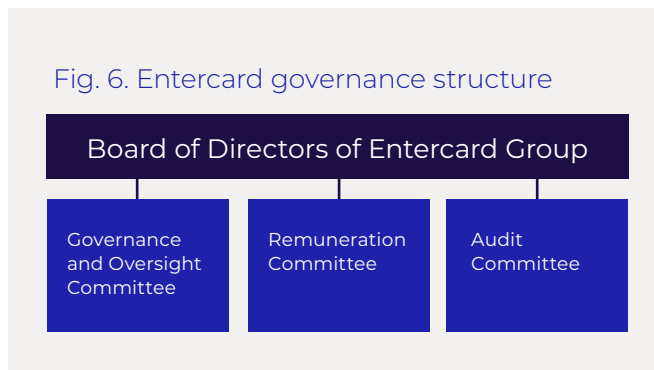 Fig. 6. Entercard governance structure
Board of Directors of Entercard Group
Governance
and Oversight
Committee
Remuneration
Committee
Audit
Committee